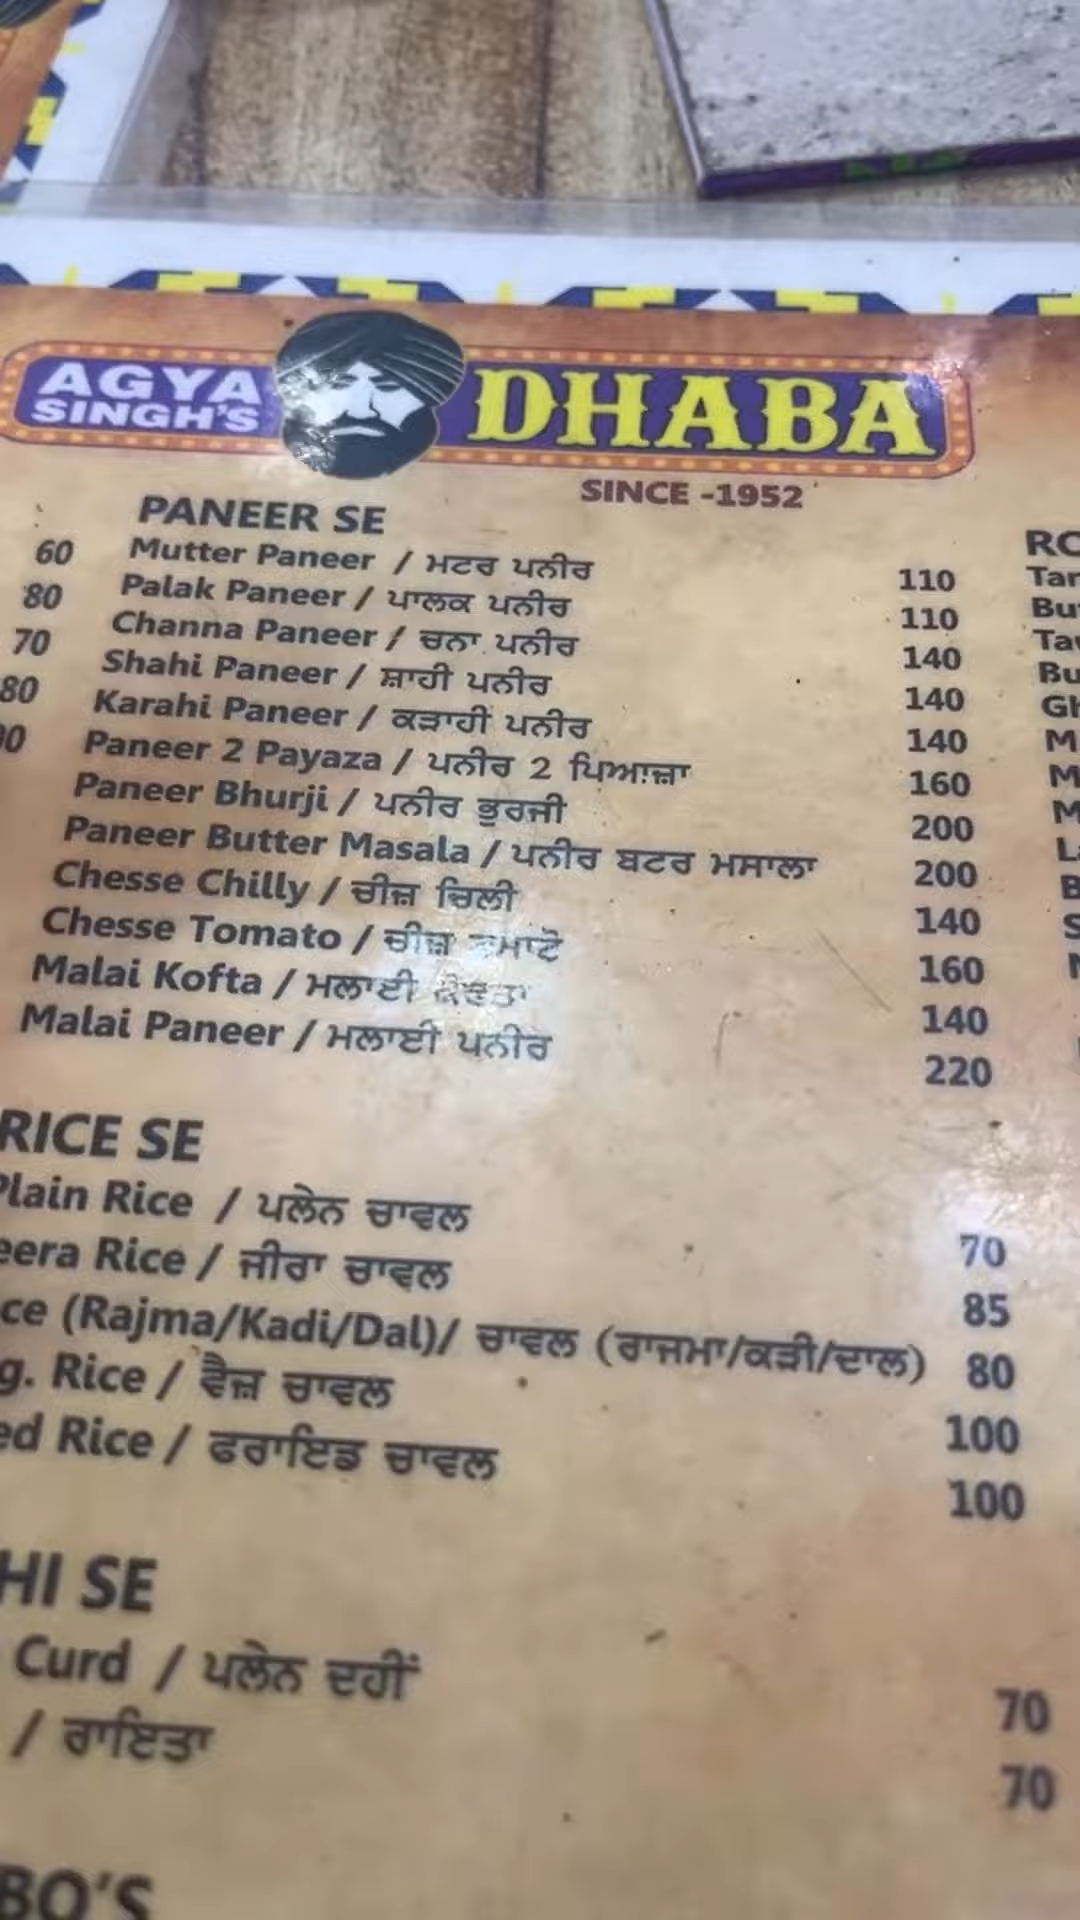 AGYA
SINGH'S
DHABA
SINCE -1952
PANEER SE
Mutter Paneer / ਮਟਰ ਪਨੀਰ 110
Palak Paneer / ਪਾਲਕ ਪਨੀਰ 110
Channa Paneer / ਚਨਾ ਪਨੀਰ 140
Shahi Paneer / ਸ਼ਾਹੀ ਪਨੀਰ 140
Karahi Paneer / ਕੜਾਹੀ ਪਨੀਰ 140
Paneer 2 Payaza / ਪਨੀਰ 2 ਪਿਆਜ਼ਾ 160
Paneer Bhurji / ਪਨੀਰ ਭੁਰਜੀ 200
Paneer Butter Masala / ਪਨੀਰ ਬਟਰ ਮਸਾਲਾ 200
Chesse Chilly / ਚੀਜ਼ ਚਿਲੀ 140
Chesse Tomato / ਚੀਜ਼ 160
Malai Kofta / ਮਲਾਈ 140
Malai Paneer / ਮਲਾਈ ਪਨੀਰ 220
60
80
70
80
RICE SE
Plain Rice / ਪਲੇਨ ਚਾਵਲ 70
eera Rice / ਜੀਰਾ ਚਾਵਲ 85
ce (Rajma/Kadi/Dal)/ ਚਾਵਲ (ਰਾਜਮਾ/ਕੜੀ/ਦਾਲ) 80
g. Rice / ਵੈਜ਼ ਚਾਵਲ 100
ed Rice / ਫਰਾਇਡ ਚਾਵਲ 100
HI SE
Curd / ਪਲੇਨ ਦਹੀਂ 70
/ ਰਾਇਤਾ 70
BO'S